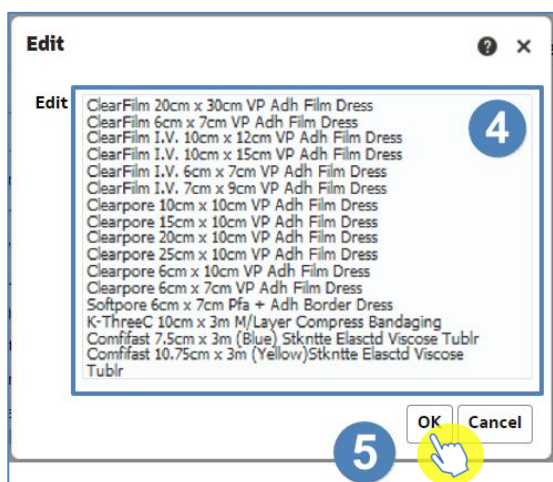 Edit
Edit
ClearFilm 20cm x 30cm VP Adh Film Dress
ClearFilm 6cm x 7cm VP Adh Film Dress
ClearFilm I.V. 10cm x 12cm VP Adh Film Dress
ClearFilm I.V. 10cm x 15cm VP Adh Film Dress
ClearFilm I.V. 6cm x 7cm VP Adh Film Dress
ClearFilm I.V. 7cm x 9cm VP Adh Film Dress
Clearpore 10cm x 10cm VP Adh Film Dress
Clearpore 15cm x 10cm VP Adh Film Dress
Clearpore 20cm x 10cm VP Adh Film Dress
Clearpore 25cm x 10cm VP Adh Film Dress
Clearpore 6cm x 10cm VP Adh Film Dress
Clearpore 6cm x 7cm VP Adh Film Dress
Softpore 6cm x 7cm Pfa + Adh Border Dress
K-ThreeC 10cm x 3m M/Layer Compress Bandaging
Comfifast 7.5cm x 3m (Blue) Stkntte Elasctd Viscose Tublr
Comfifast 10.75cm x 3m (Yellow)Stkntte Elasctd Viscose
Tublr
4
OK Cancel
5